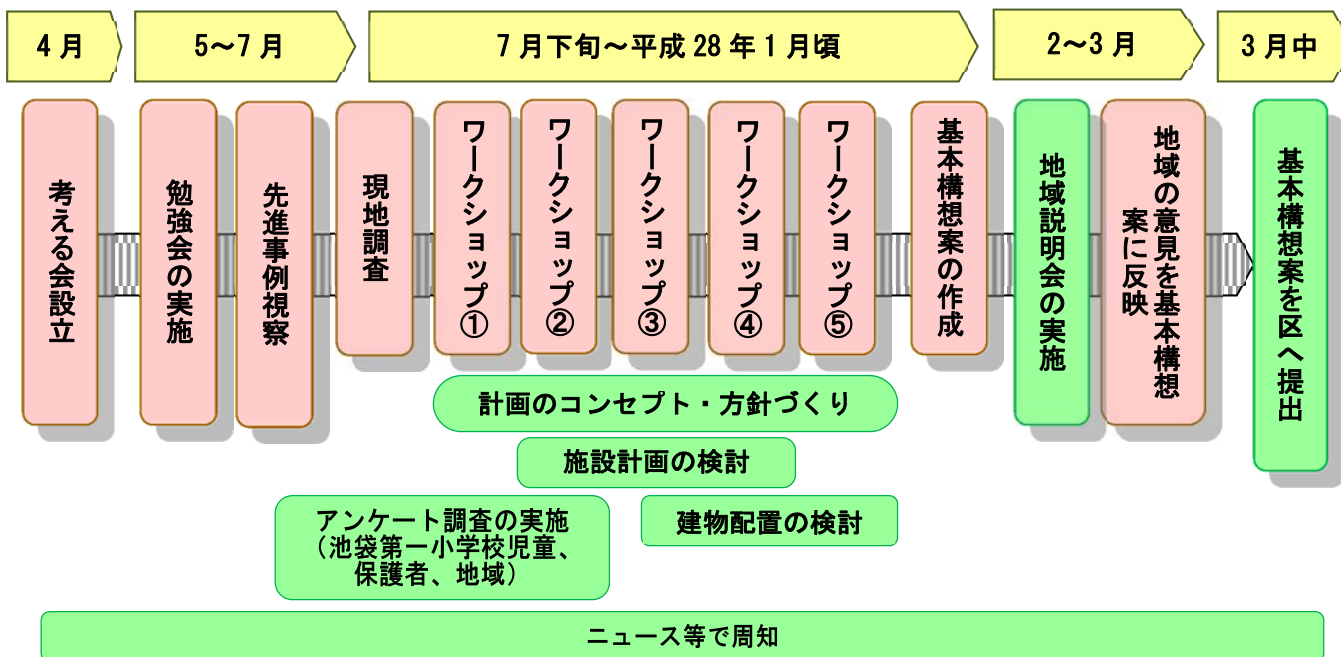 4月
5～7月
7月下旬～平成28年1月頃
2～3月
3月中
考える会設立
勉強会の実施
先進事例視察
現地調査
ワークショップ①
ワークショップ②
ワークショップ③
ワークショップ④
ワークショップ⑤
基本構想案の作成
地域説明会の実施
地域の意見を基本構想
案に反映
基本構想案を区へ提出
計画のコンセプト・方針づくり
施設計画の検討
アンケート調査の実施
（池袋第一小学校児童、
保護者、地域）
建物配置の検討
ニュース等で周知